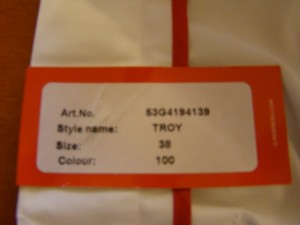 Art.No. 53G4194139
Style name: TROY
Size: 38
Colour: 100